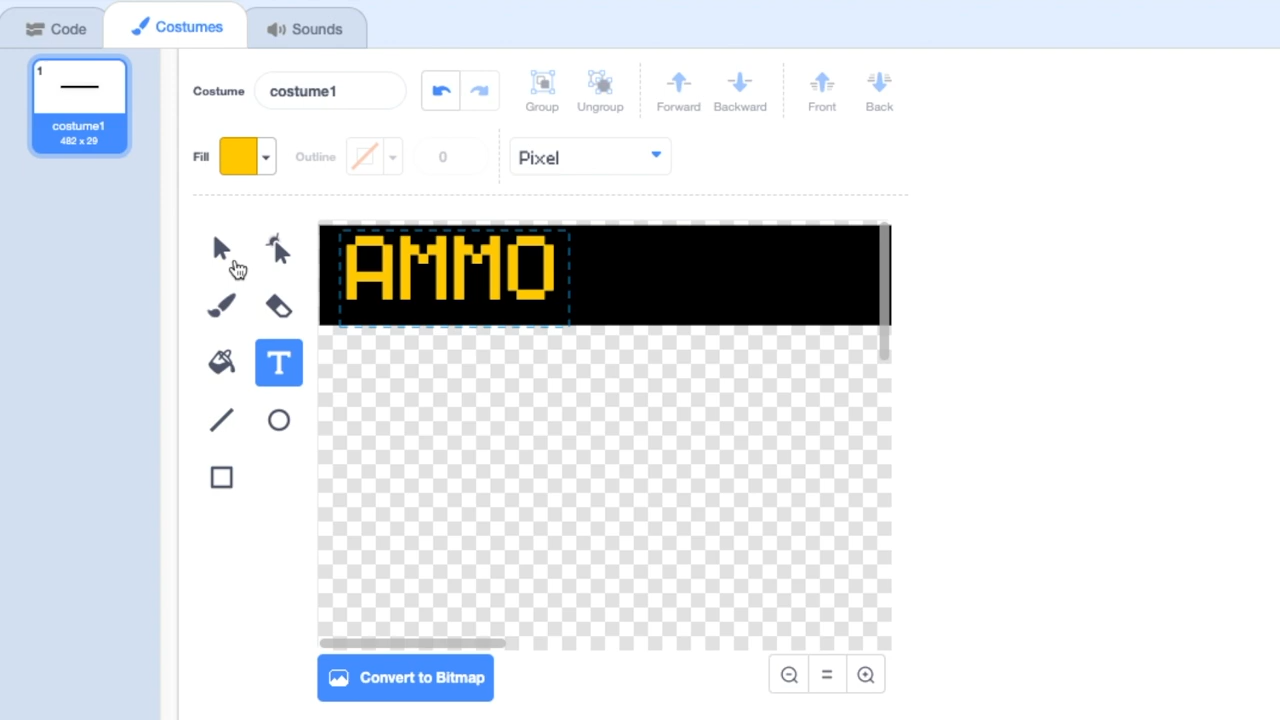 Code
Costumes
Sounds
1
costume1
482 x 29
Costume
costume1
Group
Ungroup
Forward
Backward
Front
Back
Fill
Outline
0
Pixel
AMMO
T
Convert to Bitmap